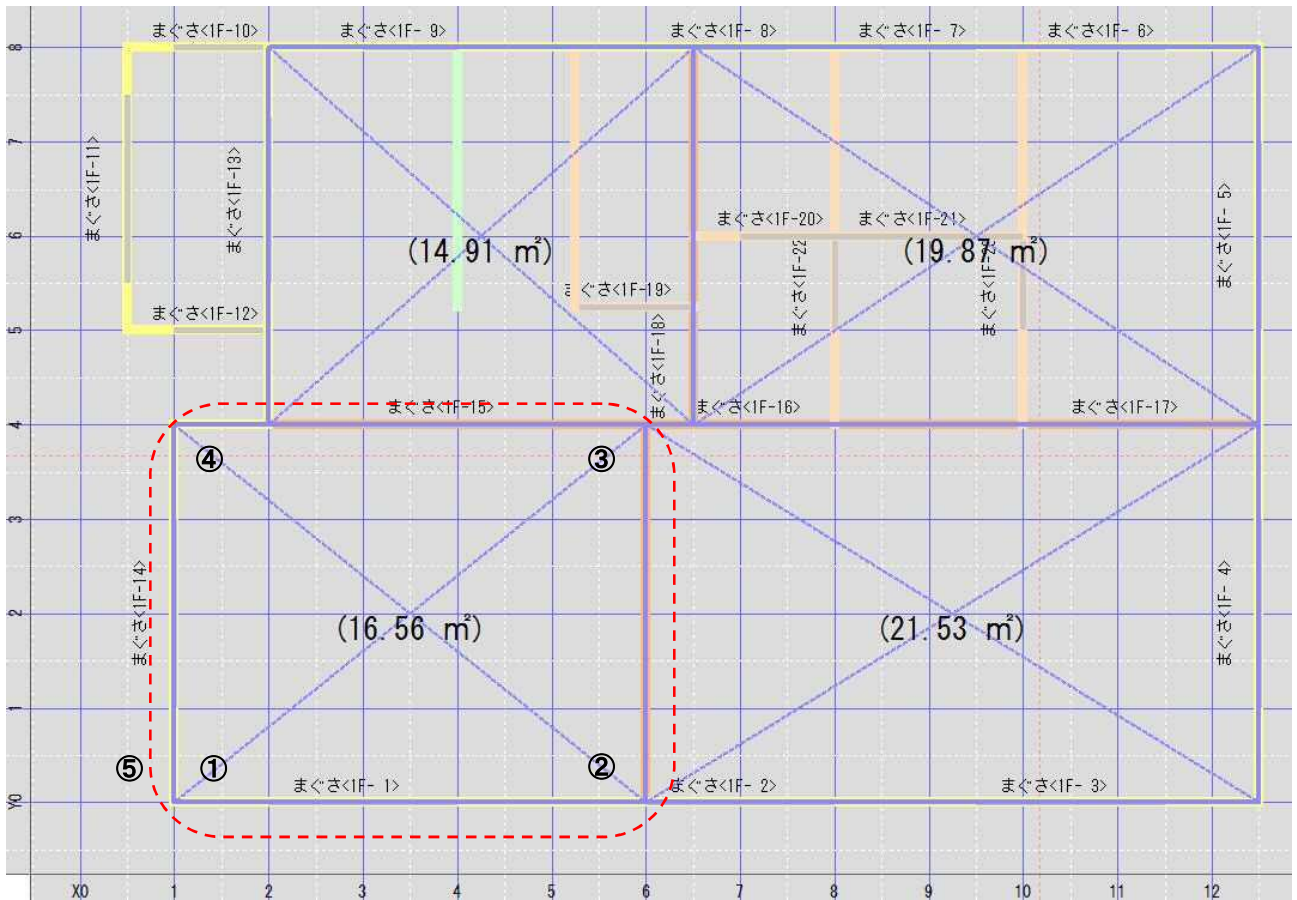 まぐさ<1F-10>
まぐさ<1F- 9>
まぐさ<1F- 8>
まぐさ<1F- 7>
まぐさ<1F- 6>
8
まぐさ<1F-11>
まぐさ<1F-13>
7
まぐさ<1F- 5>
まぐさ<1F-20>
まぐさ<1F-21>
6
(14.91 ㎡)
(19.87 ㎡)
まぐさ<1F-22
まぐさ<1F-19>
まぐさ<1F-12>
5
まぐさ<1F-18>
まぐさ<1F-15>
まぐさ<1F-16>
まぐさ<1F-17>
4
④
③
3
まぐさ<1F-14>
まぐさ<1F- 4>
2
(16.56 ㎡)
(21.53 ㎡)
1
⑤
①
②
まぐさ<1F- 1>
まぐさ<1F- 2>
まぐさ<1F- 3>
Y0
X0 1 2 3 4 5 6 7 8 9 10 11 12